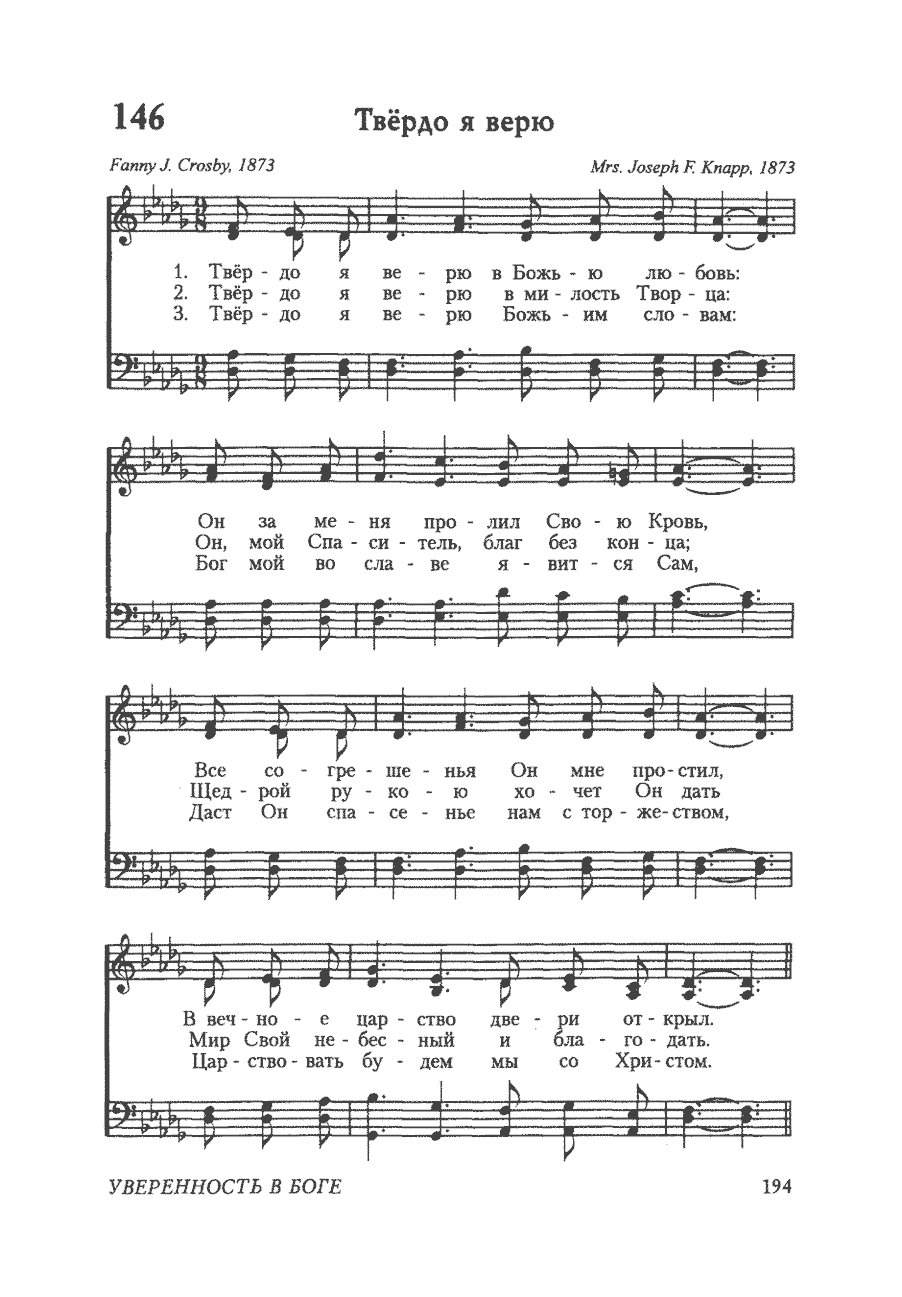 146 Твёрдо я верю
Fanny J. Crosby, 1873 Mrs. Joseph F. Knapp, 1873
1. Твёр - до я ве - рю в Божь - ю лю - бовь:
2. Твёр - до я ве - рю в ми - лость Твор - ца:
3. Твёр - до я ве - рю Божь - им сло - вам:
Он за ме - ня про - лил Сво - ю Кровь,
Он, мой Спа - си - тель, благ без кон - ца;
Бог мой во сла - ве я - вит - ся Сам,
Все со - гре - ше - нья Он мне про - стил,
Щед - рой ру - ко - ю хо - чет Он дать
Даст Он спа - се - нье нам с тор - же - ством,
В веч - но - е цар - ство две - ри от - крыл.
Мир Свой не - бес - ный и бла - го - дать.
Цар - ство - вать бу - дем мы со Хри - стом.
УВЕРЕННОСТЬ В БОГЕ 194